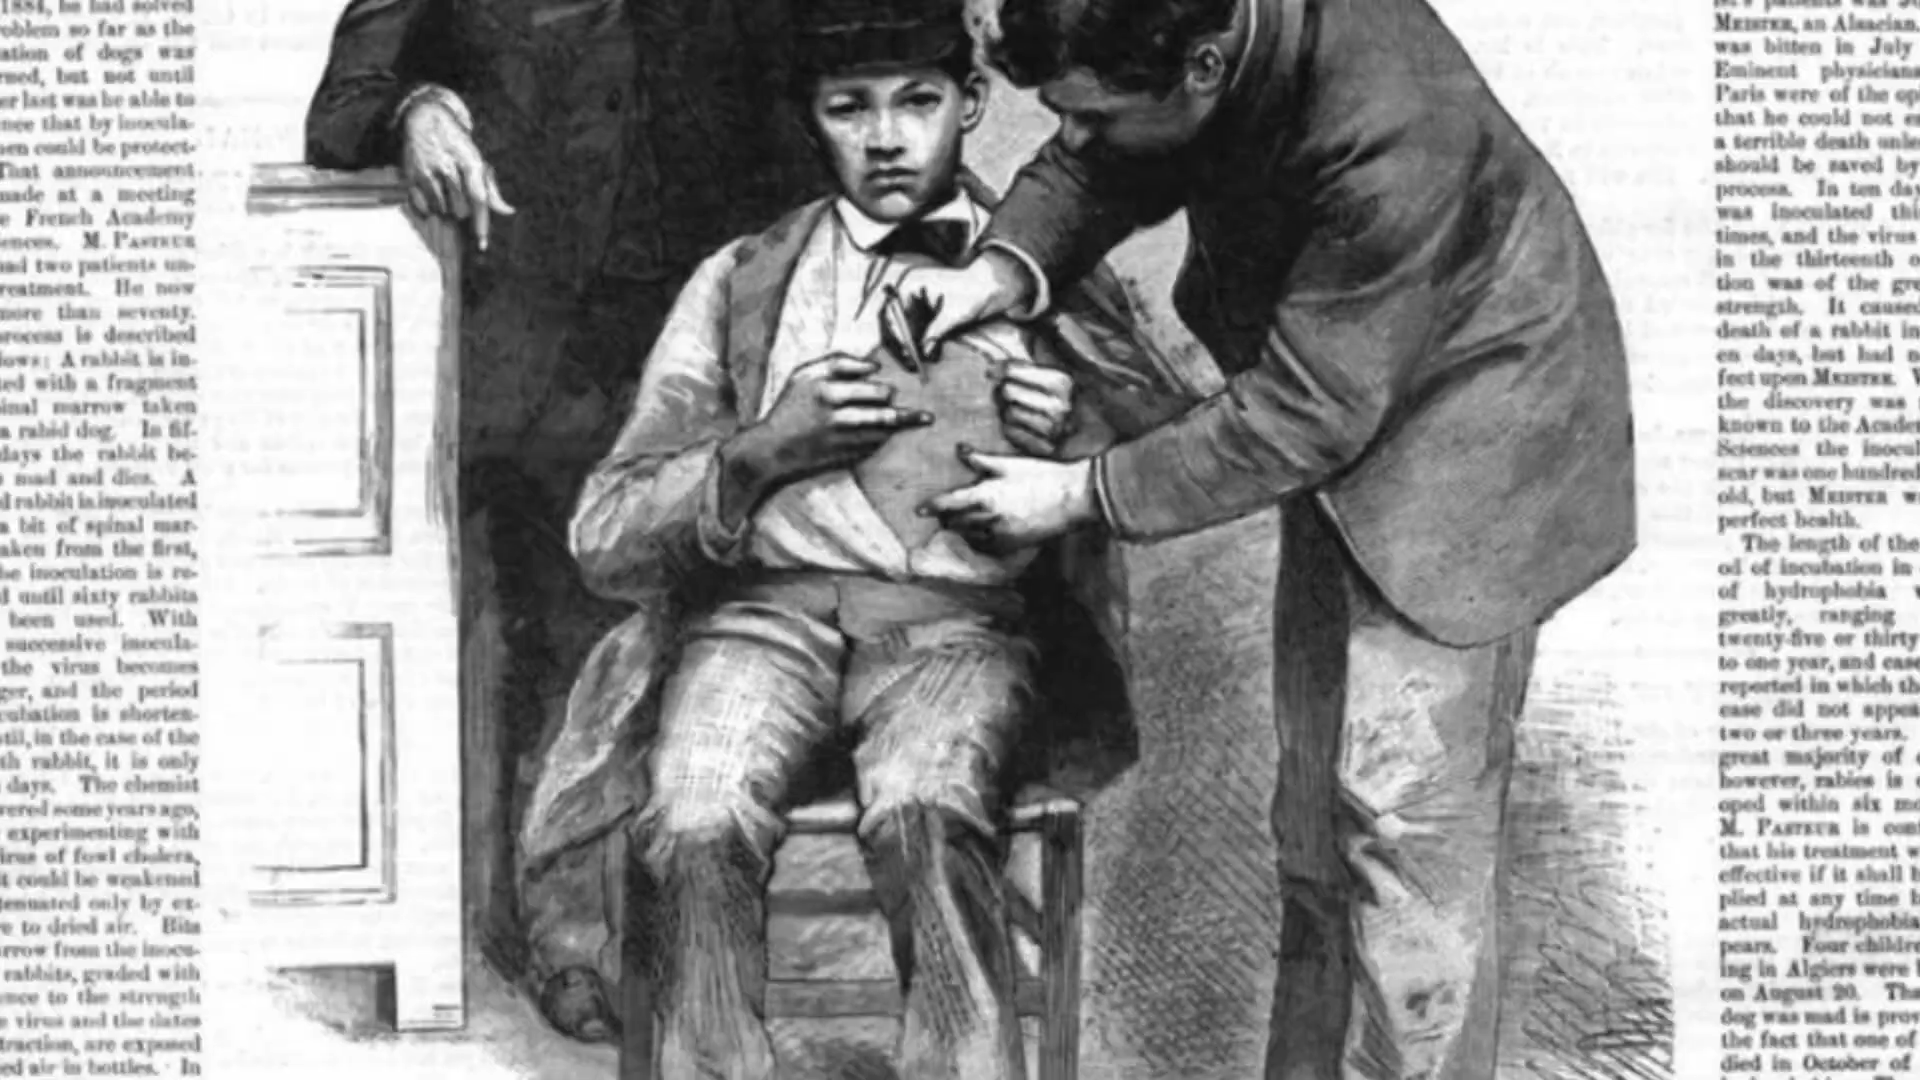 1884, he had solved
problem so far as the
ation of dogs was
rned, but not until
er last was he able to
nce that by inocula-
men could be protect-
That announcement
made at a meeting
e French Academy
iences. M. PASTEUR
had two patients un-
reatment. He now
more than seventy.
process is described
lows: A rabbit is in-
ted with a fragment
pinal marrow taken
a rabid dog. In fif-
days the rabbit be-
mad and dies. A
d rabbit is inoculated
a bit of spinal mar-
aken from the first,
he inoculation is re-
d until sixty rabbits
been used. With
successive inocula-
the virus becomes
ger, and the period
cubation is shorten-
til, in the case of the
th rabbit, it is only
days. The chemist
vered some years ago,
experimenting with
irus of fowl cholera,
it could be weakened
tenuated only by ex-
e to dried air. Bits
arrow from the inocu-
rabbits, graded with
ence to the strength
e virus and the dates
traction, are exposed
ed air in bottles. In
MEISTER, an Alsacian,
was bitten in July
Eminent physicians
Paris were of the opi
that he could not es
a terrible death unle
should be saved by
process. In ten day
was inoculated thi
times, and the virus
in the thirteenth o
tion was of the gre
strength. It caused
death of a rabbit in
en days, but had n
fect upon MEISTER. W
the discovery was
known to the Acade
Sciences the inocul
scar was one hundred
old, but MEISTER w
perfect health.
The length of the
od of incubation in
of hydrophobia v
greatly, ranging
twenty-five or thirty
to one year, and case
reported in which th
ease did not appea
two or three years.
great majority of
however, rabies is
oped within six mo
M. PASTEUR is con
that his treatment w
effective if it shall b
plied at any time b
actual hydrophobia
pears. Four childre
ing in Algiers were
on August 20. Tha
dog was mad is prov
the fact that one of
died in October of